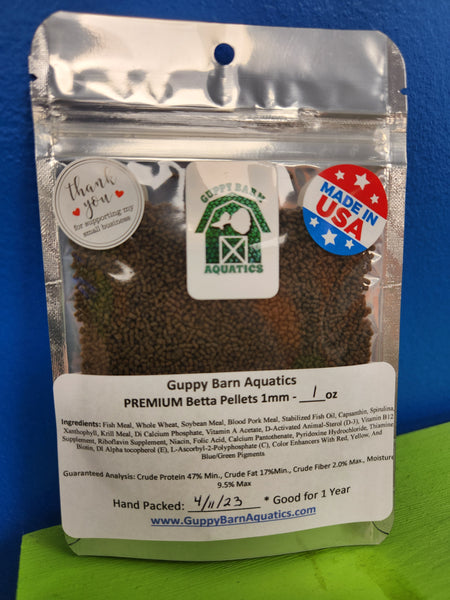 thank
you
for supporting my
small business
GUPPY BARN
AQUATICS
MADE IN
USA
Guppy Barn Aquatics
PREMIUM Betta Pellets 1mm - 1 oz
Ingredients: Fish Meal, Whole Wheat, Soybean Meal, Blood Pork Meal, Stabilized Fish Oil, Capsanthin, Spirulina,
Xanthophyll, Krill Meal, Di Calcium Phosphate, Vitamin A Acetate, D-Activated Animal-Sterol (D-3), Vitamin B12
Supplement, Riboflavin Supplement, Niacin, Folic Acid, Calcium Pantothenate, Pyridoxine Hydrochloride, Thiamine,
Biotin, Dl Alpha tocopherol (E), L-Ascorbyl-2-Polyphosphate (C), Color Enhancers With Red, Yellow, And
Blue/Green Pigments
Guaranteed Analysis: Crude Protein 47% Min., Crude Fat 17%Min., Crude Fiber 2.0% Max., Moisture
9.5% Max
Hand Packed: 4/11/23 * Good for 1 Year
www.GuppyBarnAquatics.com